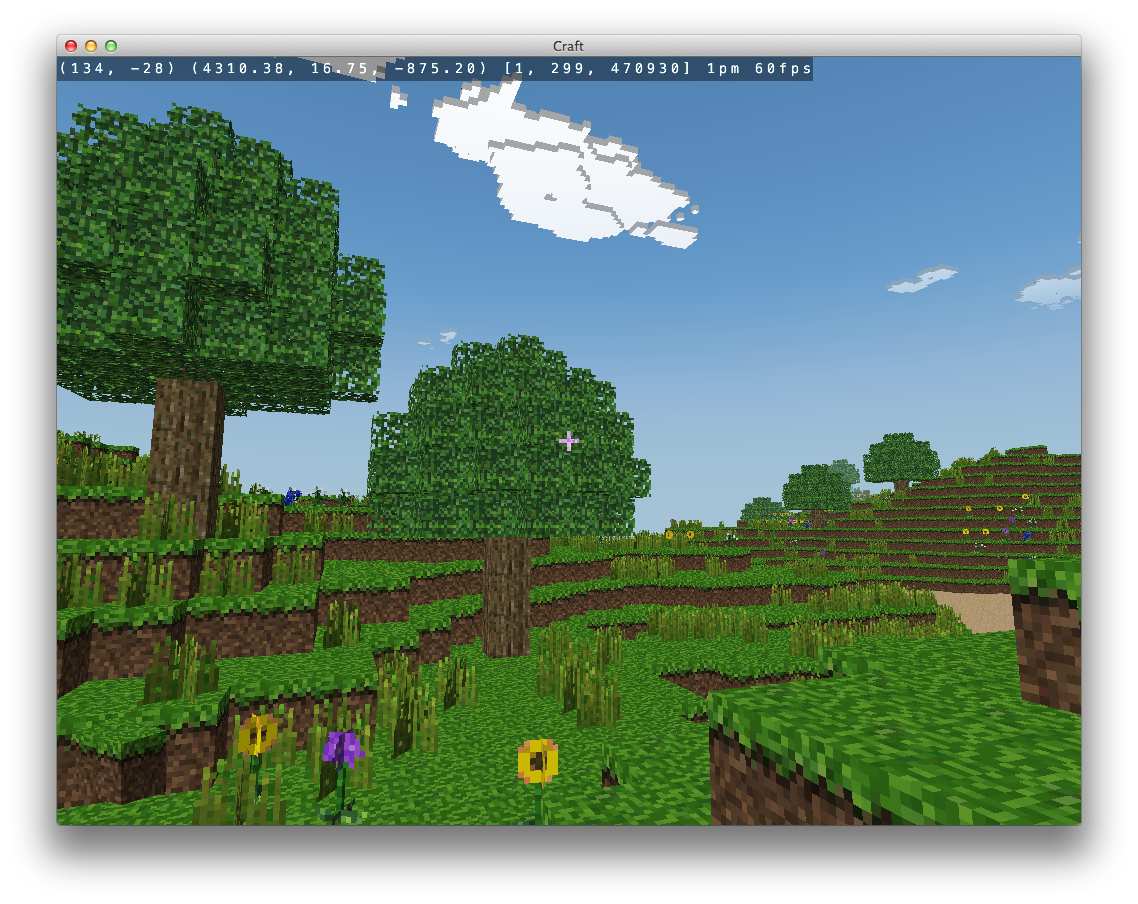 Craft
(134, -28) (4310.38, 16.75, -875.20) [1, 299, 470930] 1pm 60fps